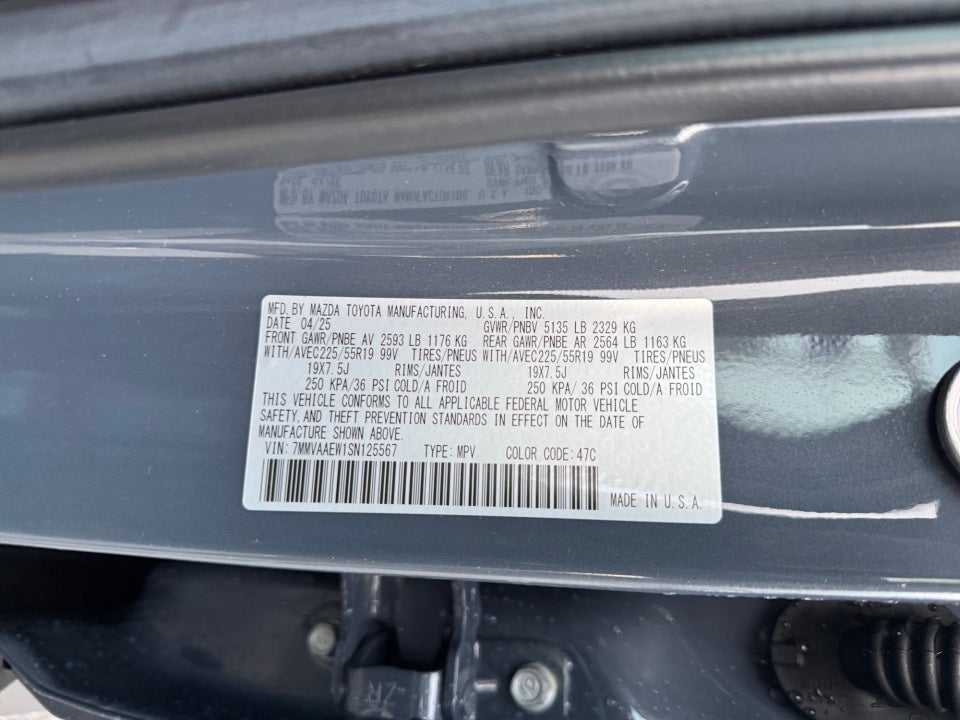 MFD. BY MAZDA TOYOTA MANUFACTURING, U.S.A., INC.
DATE 04/25 GVWR/PNBV 5135 LB 2329 KG
FRONT GAWR/PNBE AV 2593 LB 1176 KG REAR GAWR/PNBE AR 2564 LB 1163 KG
WITH/AVEC225/55R19 99V TIRES/PNEUS WITH/AVEC225/55R19 99V TIRES/PNEUS
19X7.5J RIMS/JANTES 19X7.5J RIMS/JANTES
250 KPA/36 PSI COLD/A FROID 250 KPA/36 PSI COLD/A FROID
THIS VEHICLE CONFORMS TO ALL APPLICABLE FEDERAL MOTOR VEHICLE
SAFETY, AND THEFT PREVENTION STANDARDS IN EFFECT ON THE DATE OF
MANUFACTURE SHOWN ABOVE.
VIN: 7MMVAAEW1SN125567 TYPE: MPV COLOR CODE: 47C
MADE IN U.S.A.
ZR